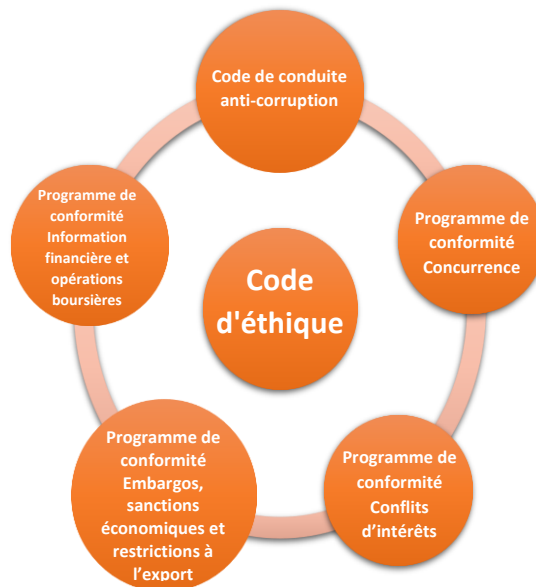 Code de conduite
anti-corruption
Programme de
conformité
Concurrence
Programme de
conformité
Conflits
d’intérêts
Programme de
conformité
Embargos,
sanctions
économiques et
restrictions à
l’export
Programme de
conformité
Information
financière et
opérations
boursières
Code
d'éthique